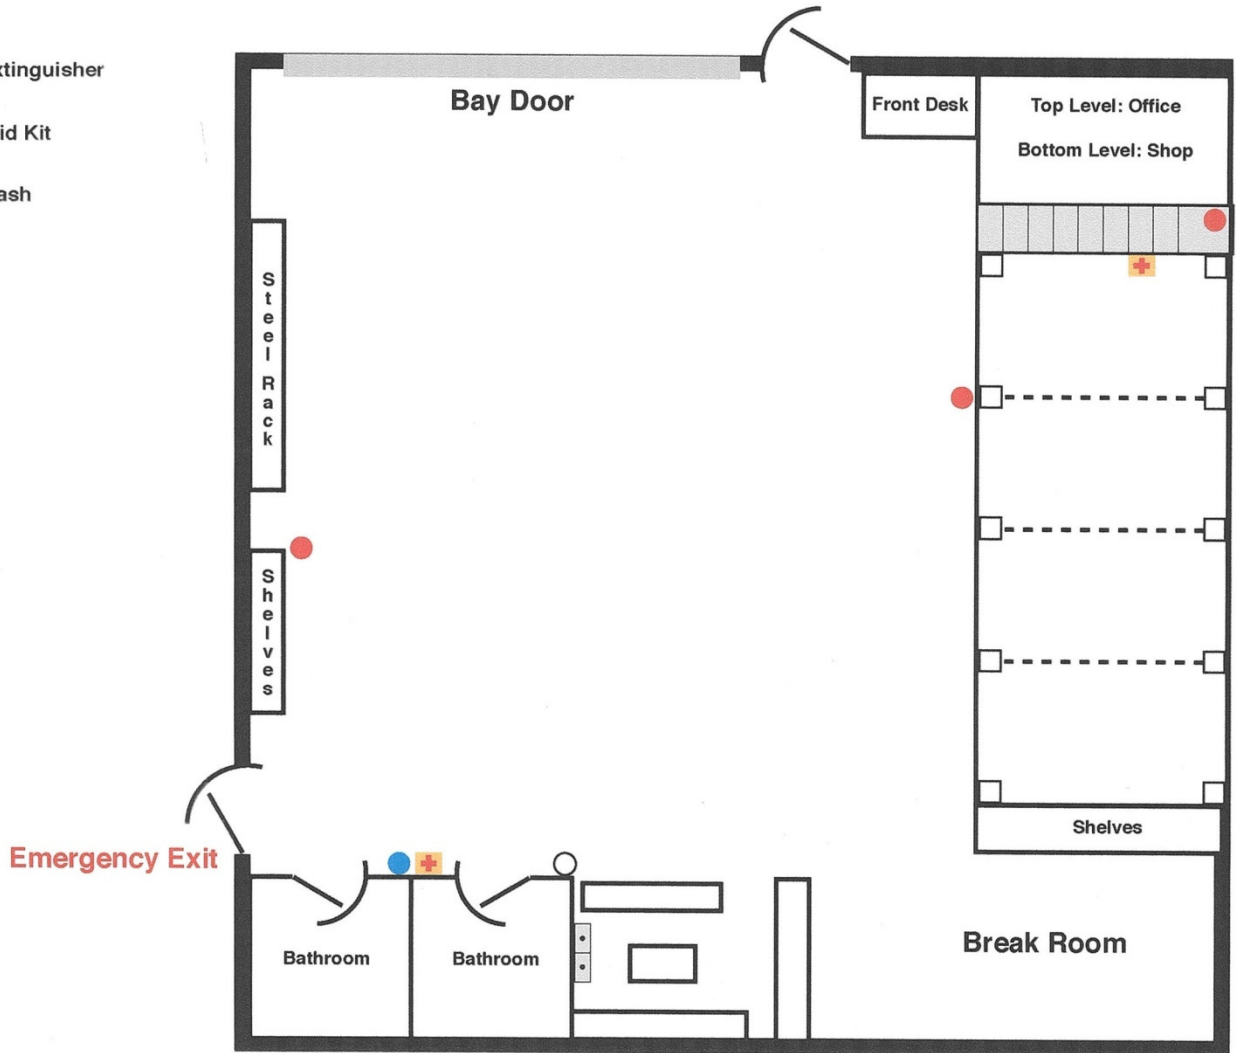 xtinguisher
id Kit
ash
Bay Door
Front Desk
Top Level: Office
Bottom Level: Shop
Steel Rack
Shelves
Emergency Exit
Shelves
Bathroom
Bathroom
Break Room